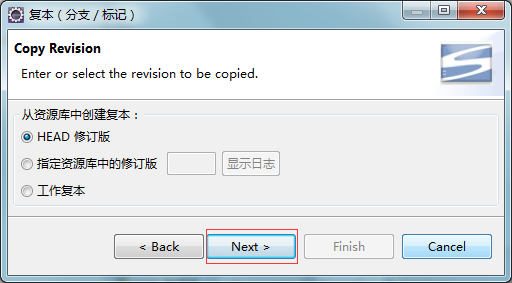 复本（分支／标记）
Copy Revision
Enter or select the revision to be copied.
从资源库中创建复本：
HEAD 修订版
指定资源库中的修订版 显示日志
工作复本
< Back Next > Finish Cancel